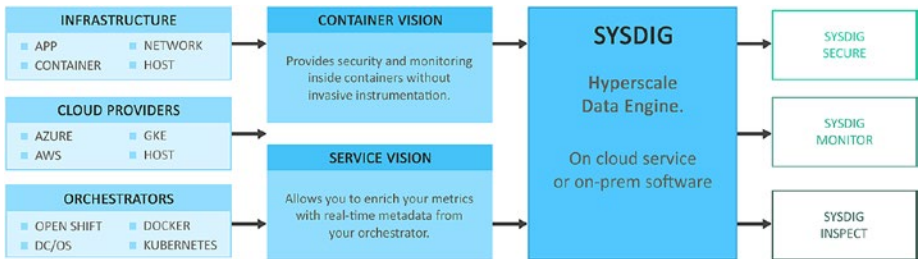 INFRASTRUCTURE
APP
NETWORK
CONTAINER
HOST
CLOUD PROVIDERS
AZURE
GKE
AWS
HOST
ORCHESTRATORS
OPEN SHIFT
DOCKER
DC/OS
KUBERNETES
CONTAINER VISION
Provides security and monitoring
inside containers without
invasive instrumentation.
SERVICE VISION
Allows you to enrich your metrics
with real-time metadata from
your orchestrator.
SYSDIG
Hyperscale
Data Engine.
On cloud service
or on-prem software
SYSDIG
SECURE
SYSDIG
MONITOR
SYSDIG
INSPECT